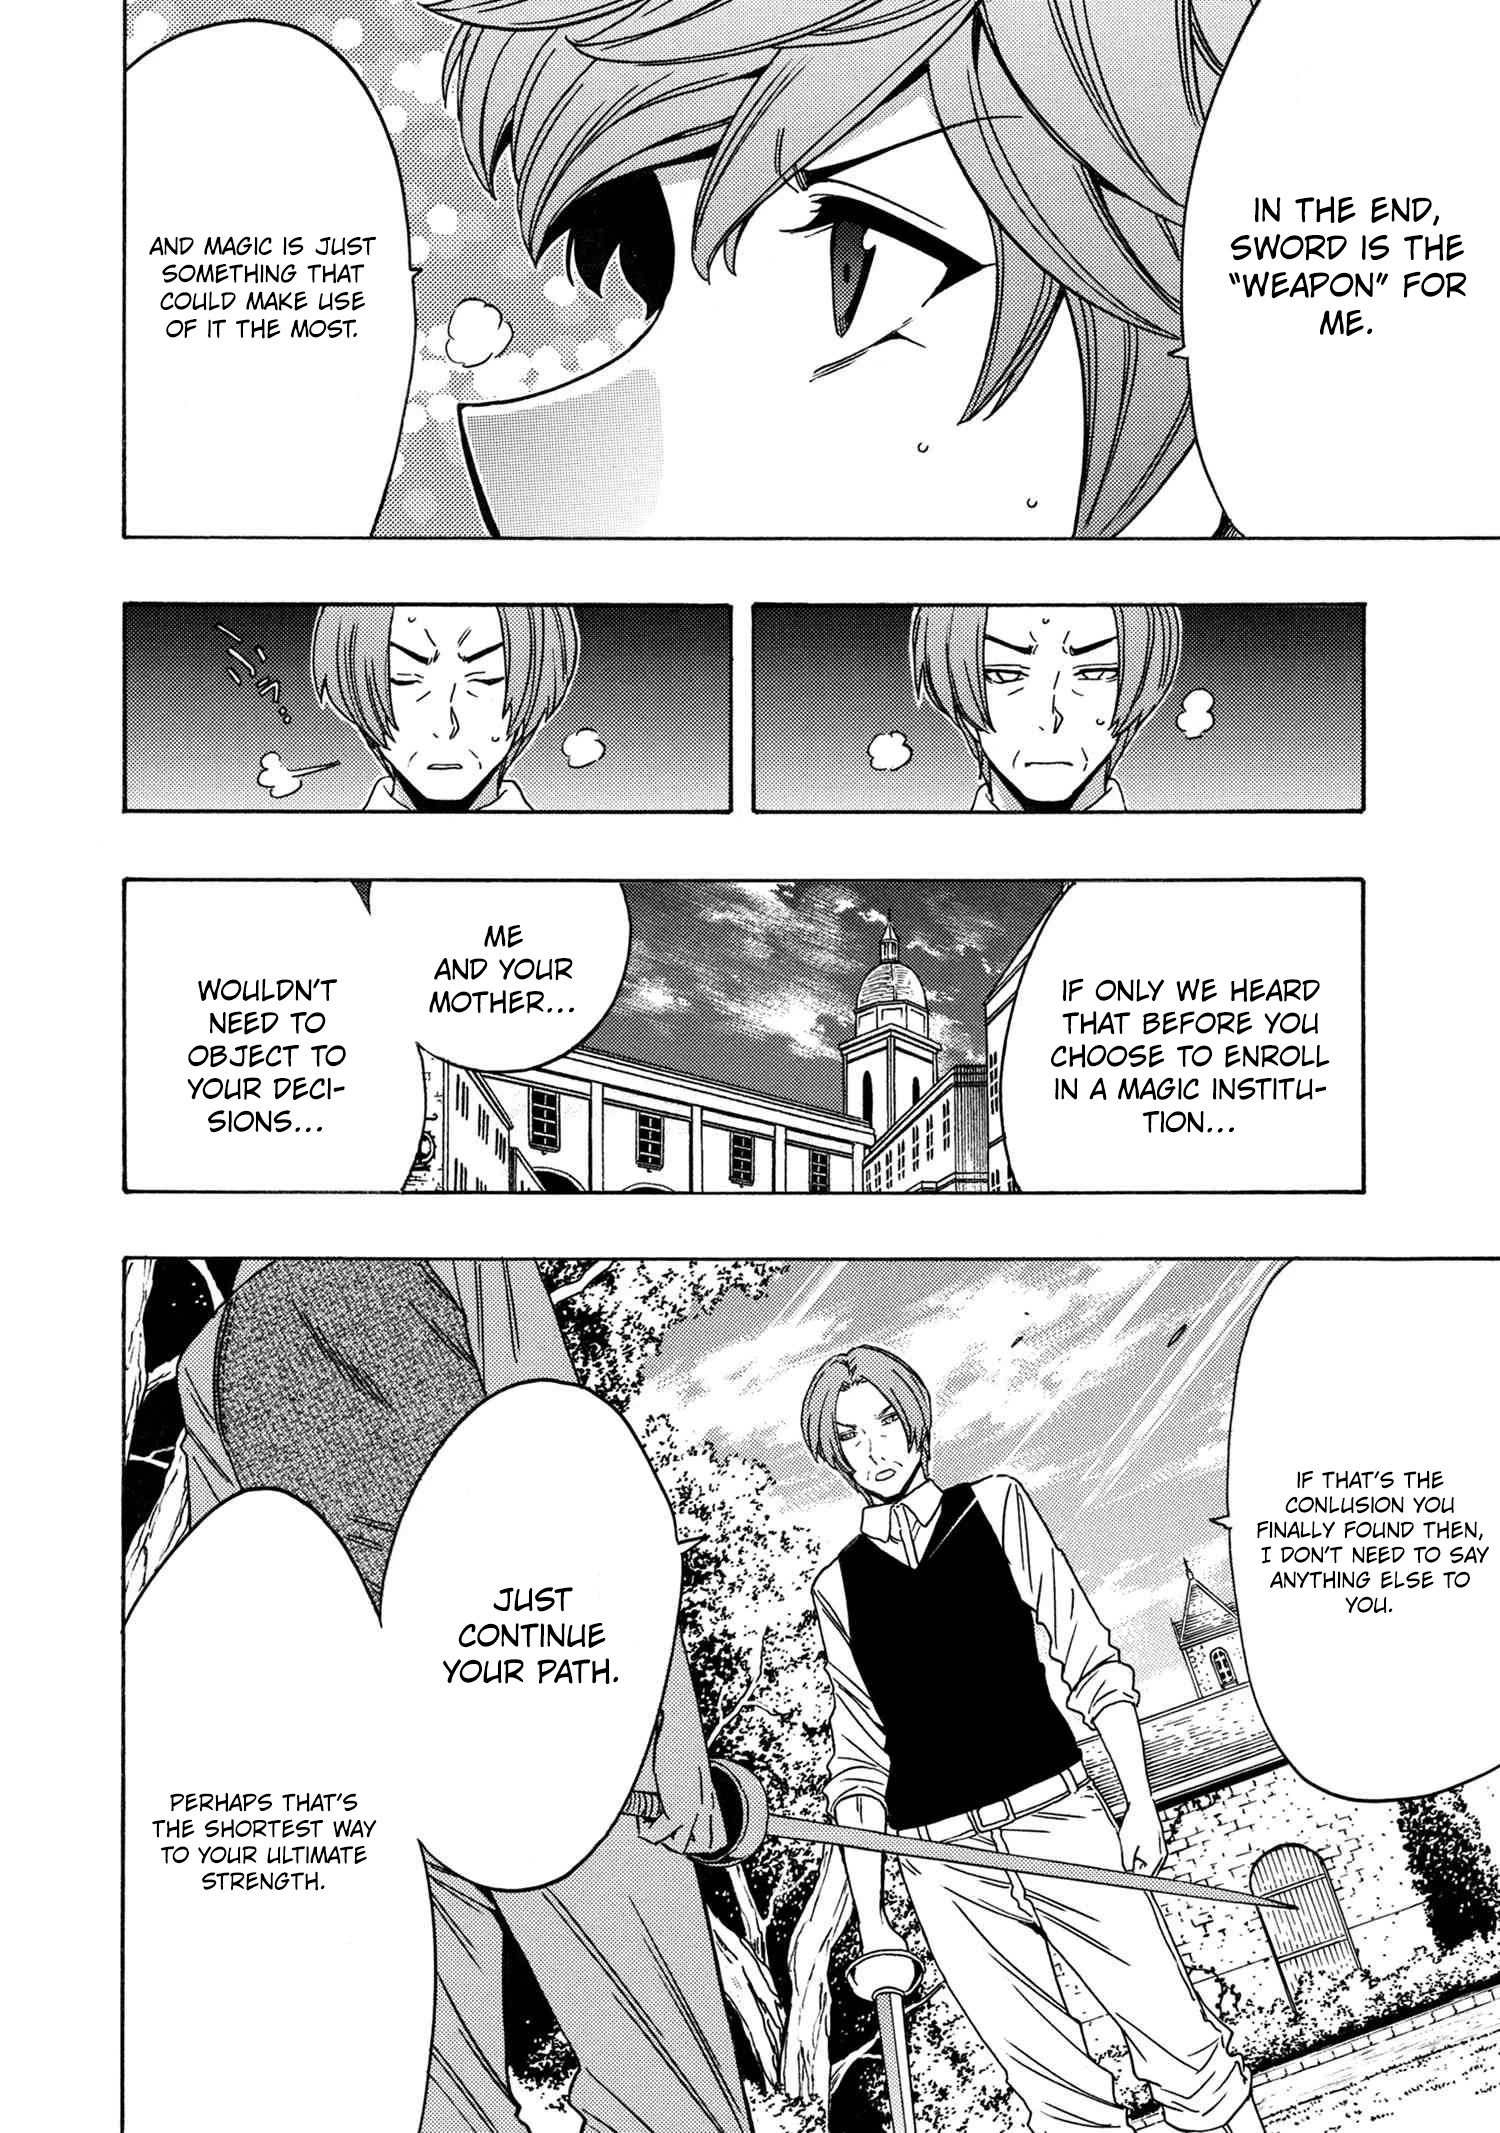 IN THE END,
SWORD IS THE
"WEAPON" FOR
ME.
AND MAGIC IS JUST
SOMETHING THAT
COULD MAKE USE
OF IT THE MOST.
IF ONLY WE HEARD
THAT BEFORE YOU
CHOOSE TO ENROLL
IN A MAGIC INSTITU-
TION...
ME
AND YOUR
MOTHER...
WOULDN'T
NEED TO
OBJECT TO
YOUR DECI-
SIONS...
IF THAT'S THE
CONLUSION YOU
FINALLY FOUND THEN,
I DON'T NEED TO SAY
ANYTHING ELSE TO
YOU.
JUST
CONTINUE
YOUR PATH.
PERHAPS THAT'S
THE SHORTEST WAY
TO YOUR ULTIMATE
STRENGTH.